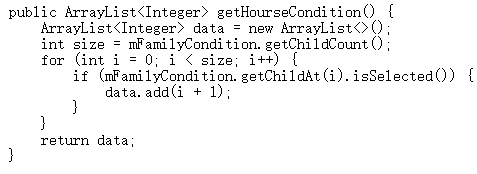 public ArrayList<Integer> getHourseCondition() {
    ArrayList<Integer> data = new ArrayList<>();
    int size = mFamilyCondition.getChildCount();
    for (int i = 0; i < size; i++) {
        if (mFamilyCondition.getChildAt(i).isSelected()) {
            data.add(i + 1);
        }
    }
    return data;
}